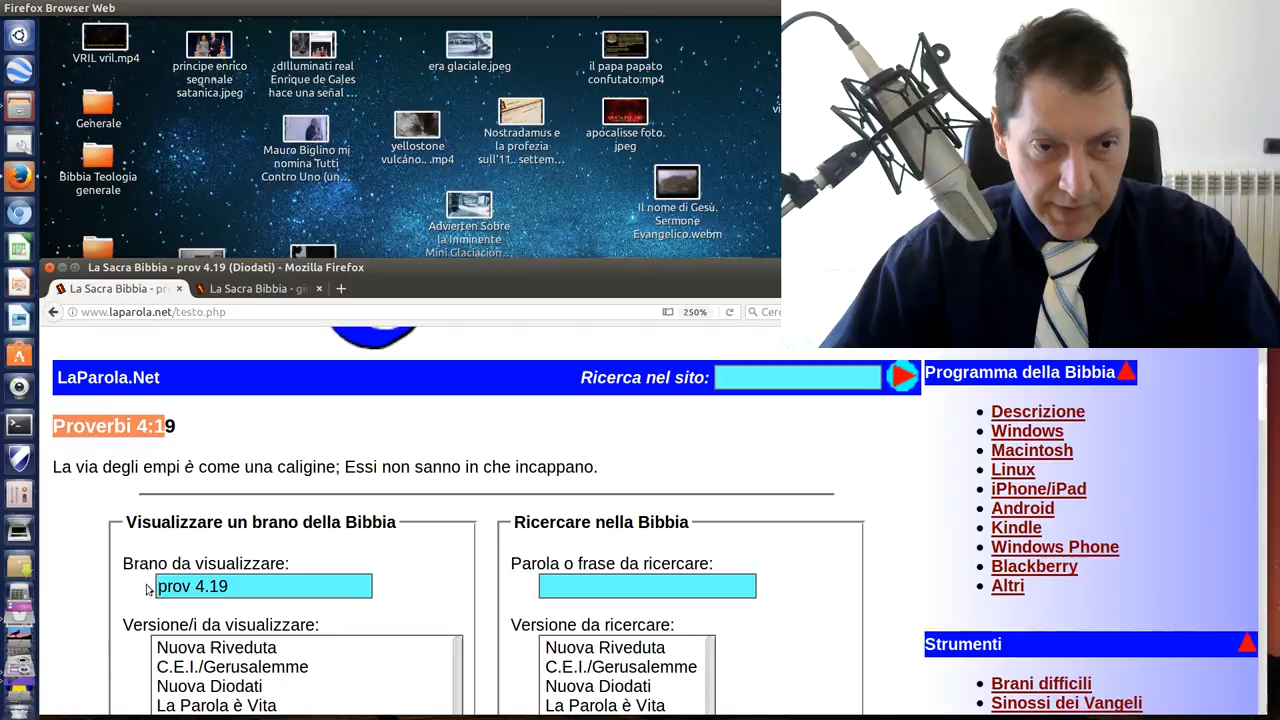 Firefox Browser Web
VRIL vril.mp4
principe enrico
segnnale
satanica.jpeg
¿dIlluminati real
Enrique de Gales
hace una señal ...
era glaciale.jpeg
il papa papato
confutato:mp4
Generale
Mauro Biglino mi
nomina Tutti
Contro Uno (un...
yellostone
vulcáno.. .mp4
Nostradamus e
la profezia
sull'11.. settem...
apocalisse foto.
jpeg
Bibbia Teologia
generale
Advierten Sobre
la Inminente
Mini Glaciación...
Il nome di Gesù.
Sermone
Evangelico.webm
La Sacra Bibbia - prov 4.19 (Diodati) - Mozilla Firefox
La Sacra Bibbia - pr
La Sacra Bibbia - gi
www.laparola.net/testo.php
250%
Cerc
LaParola.Net
Ricerca nel sito:
Programma della Bibbia
Proverbi 4:19
La via degli empi è come una caligine; Essi non sanno in che incappano.
Descrizione
Windows
Macintosh
Linux
iPhone/iPad
Android
Kindle
Windows Phone
Blackberry
Altri
Visualizzare un brano della Bibbia
Brano da visualizzare:
prov 4.19
Versione/i da visualizzare:
Nuova Riveduta
C.E.I./Gerusalemme
Nuova Diodati
La Parola è Vita
Ricercare nella Bibbia
Parola o frase da ricercare:
Versione da ricercare:
Nuova Riveduta
C.E.I./Gerusalemme
Nuova Diodati
La Parola è Vita
Strumenti
Brani difficili
Sinossi dei Vangeli